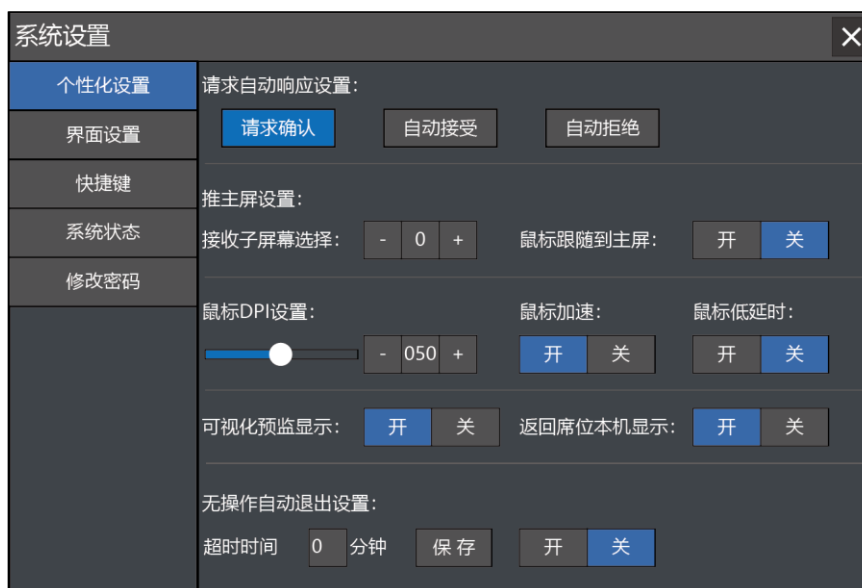 系统设置
个性化设置
界面设置
快捷键
系统状态
修改密码
请求自动响应设置：
请求确认 自动接受 自动拒绝
推主屏设置：
接收子屏幕选择： - 0 + 鼠标跟随到主屏： 开 关
鼠标DPI设置： 鼠标加速： 鼠标低延时：
- 050 + 开 关 开 关
可视化预监显示： 开 关 返回席位本机显示： 开 关
无操作自动退出设置：
超时时间 0 分钟 保存 开 关